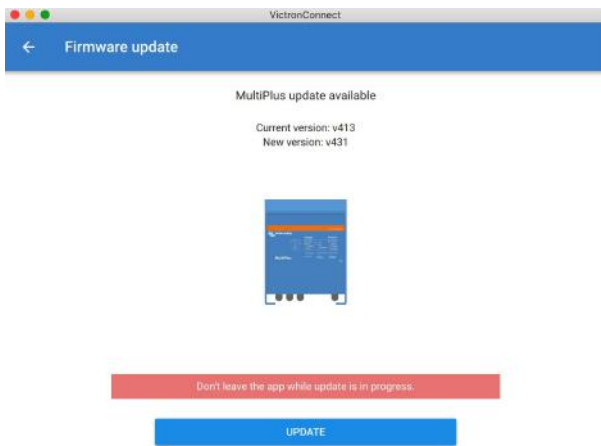 VictronConnect
Firmware update
MultiPlus update available
Current version: v413
New version: v431
MultiPlus
Don't leave the app while update is in progress.
UPDATE